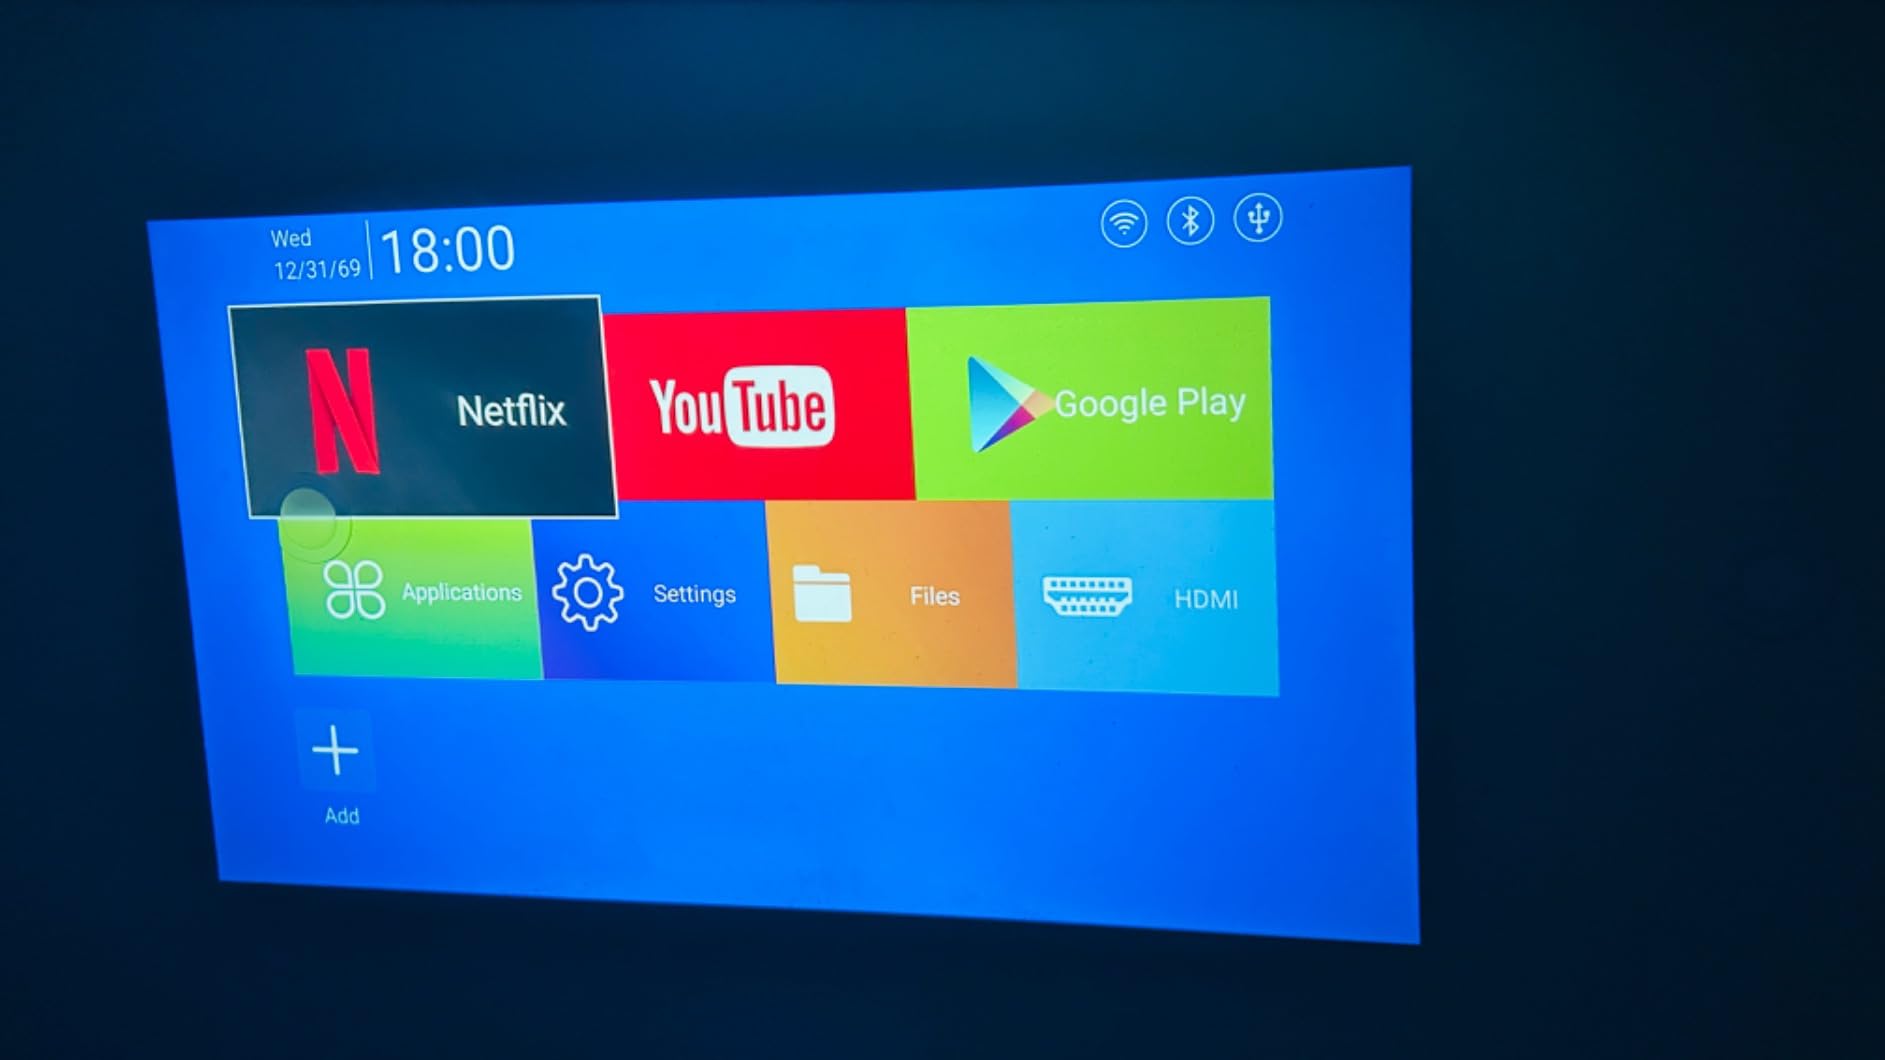 Wed
12/31/69
18:00
N
Netflix
YouTube
Google Play
Applications
Settings
Files
HDMI
Add